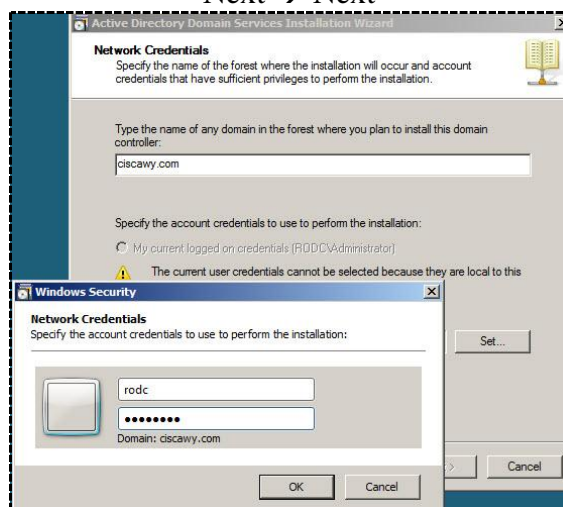 Next → Next
Active Directory Domain Services Installation Wizard
Network Credentials
Specify the name of the forest where the installation will occur and account
credentials that have sufficient privileges to perform the installation.
Type the name of any domain in the forest where you plan to install this domain
controller:
ciscawy.com
Specify the account credentials to use to perform the installation:
My current logged on credentials (RODC\Administrator)
The current user credentials cannot be selected because they are local to this
Set...
Cancel
Windows Security
Network Credentials
Specify the account credentials to use to perform the installation:
rodc
••••••••
Domain: ciscawy.com
OK
Cancel